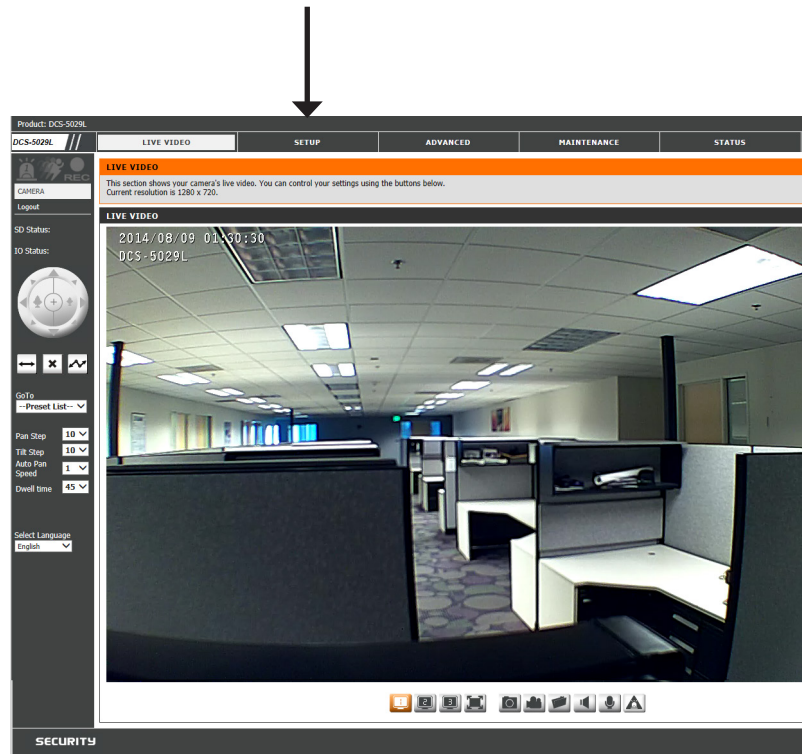 Product: DCS-5029L
DCS-5029L
LIVE VIDEO
SETUP
ADVANCED
MAINTENANCE
STATUS
REC
CAMERA
Logout
SD Status:
IO Status:
GoTo
--Preset List--
Pan Step 10
Tilt Step 10
Auto Pan
Speed 1
Dwell time 45
Select Language
English
LIVE VIDEO
This section shows your camera's live video. You can control your settings using the buttons below.
Current resolution is 1280 x 720.
LIVE VIDEO
2014/08/09 01:30:30
DCS-5029L
1 2 3
SECURITY